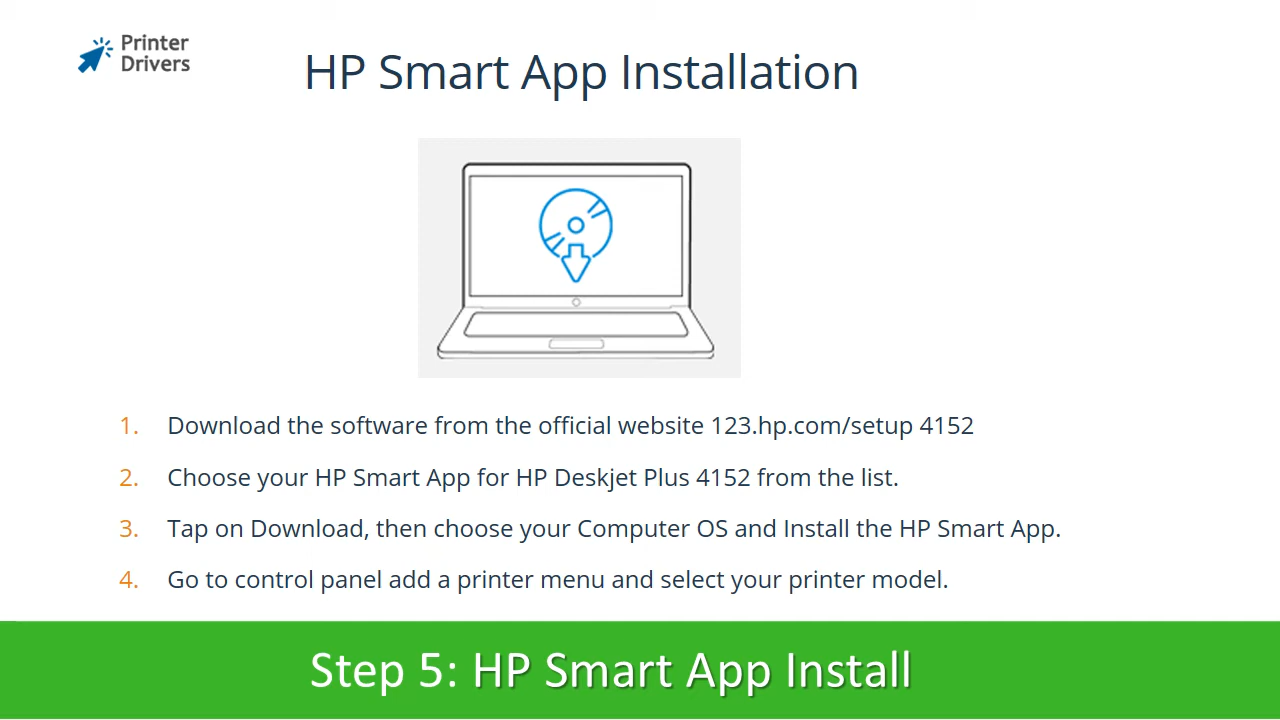 Printer
Drivers
HP Smart App Installation
1. Download the software from the official website 123.hp.com/setup 4152
2. Choose your HP Smart App for HP Deskjet Plus 4152 from the list.
3. Tap on Download, then choose your Computer OS and Install the HP Smart App.
4. Go to control panel add a printer menu and select your printer model.
Step 5: HP Smart App Install